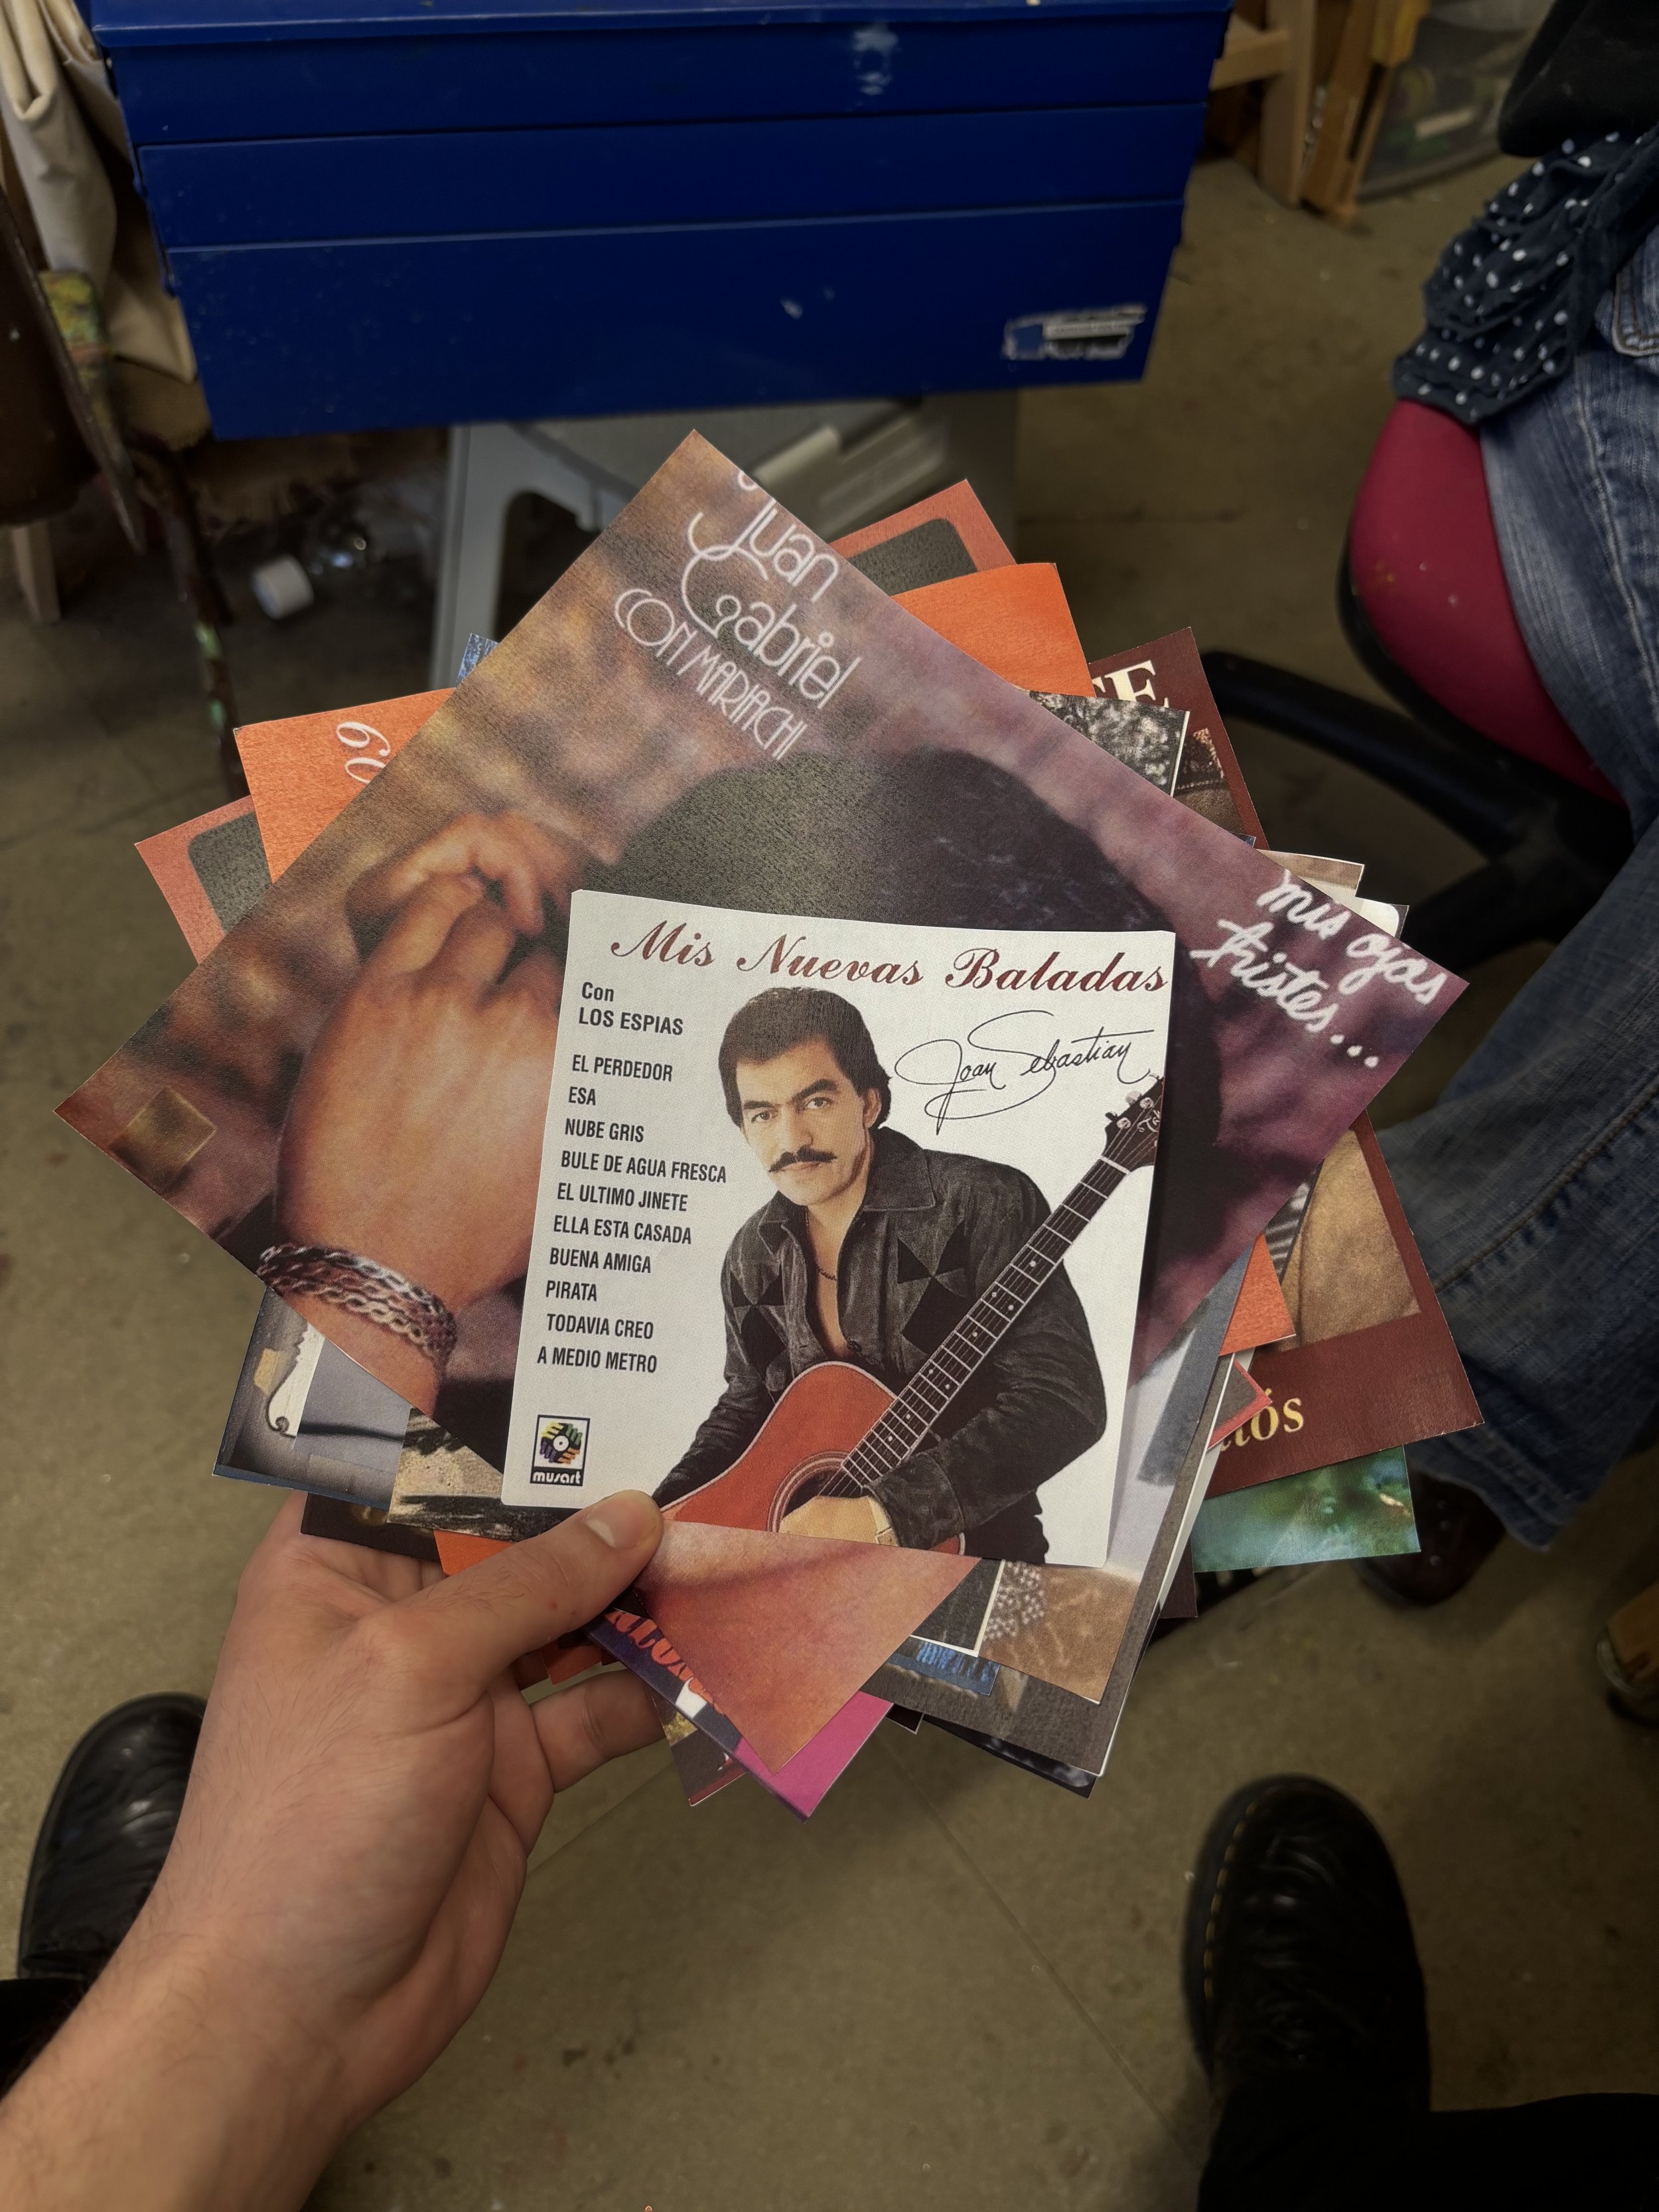 Juan
Gabriel
CON MARIACHI
mis ojos
tristes...
60
TE
Mis Nuevas Baladas
Con
LOS ESPIAS
Joan Sebastian
EL PERDEDOR
ESA
NUBE GRIS
BULE DE AGUA FRESCA
EL ULTIMO JINETE
ELLA ESTA CASADA
BUENA AMIGA
PIRATA
TODAVIA CREO
A MEDIO METRO
musart